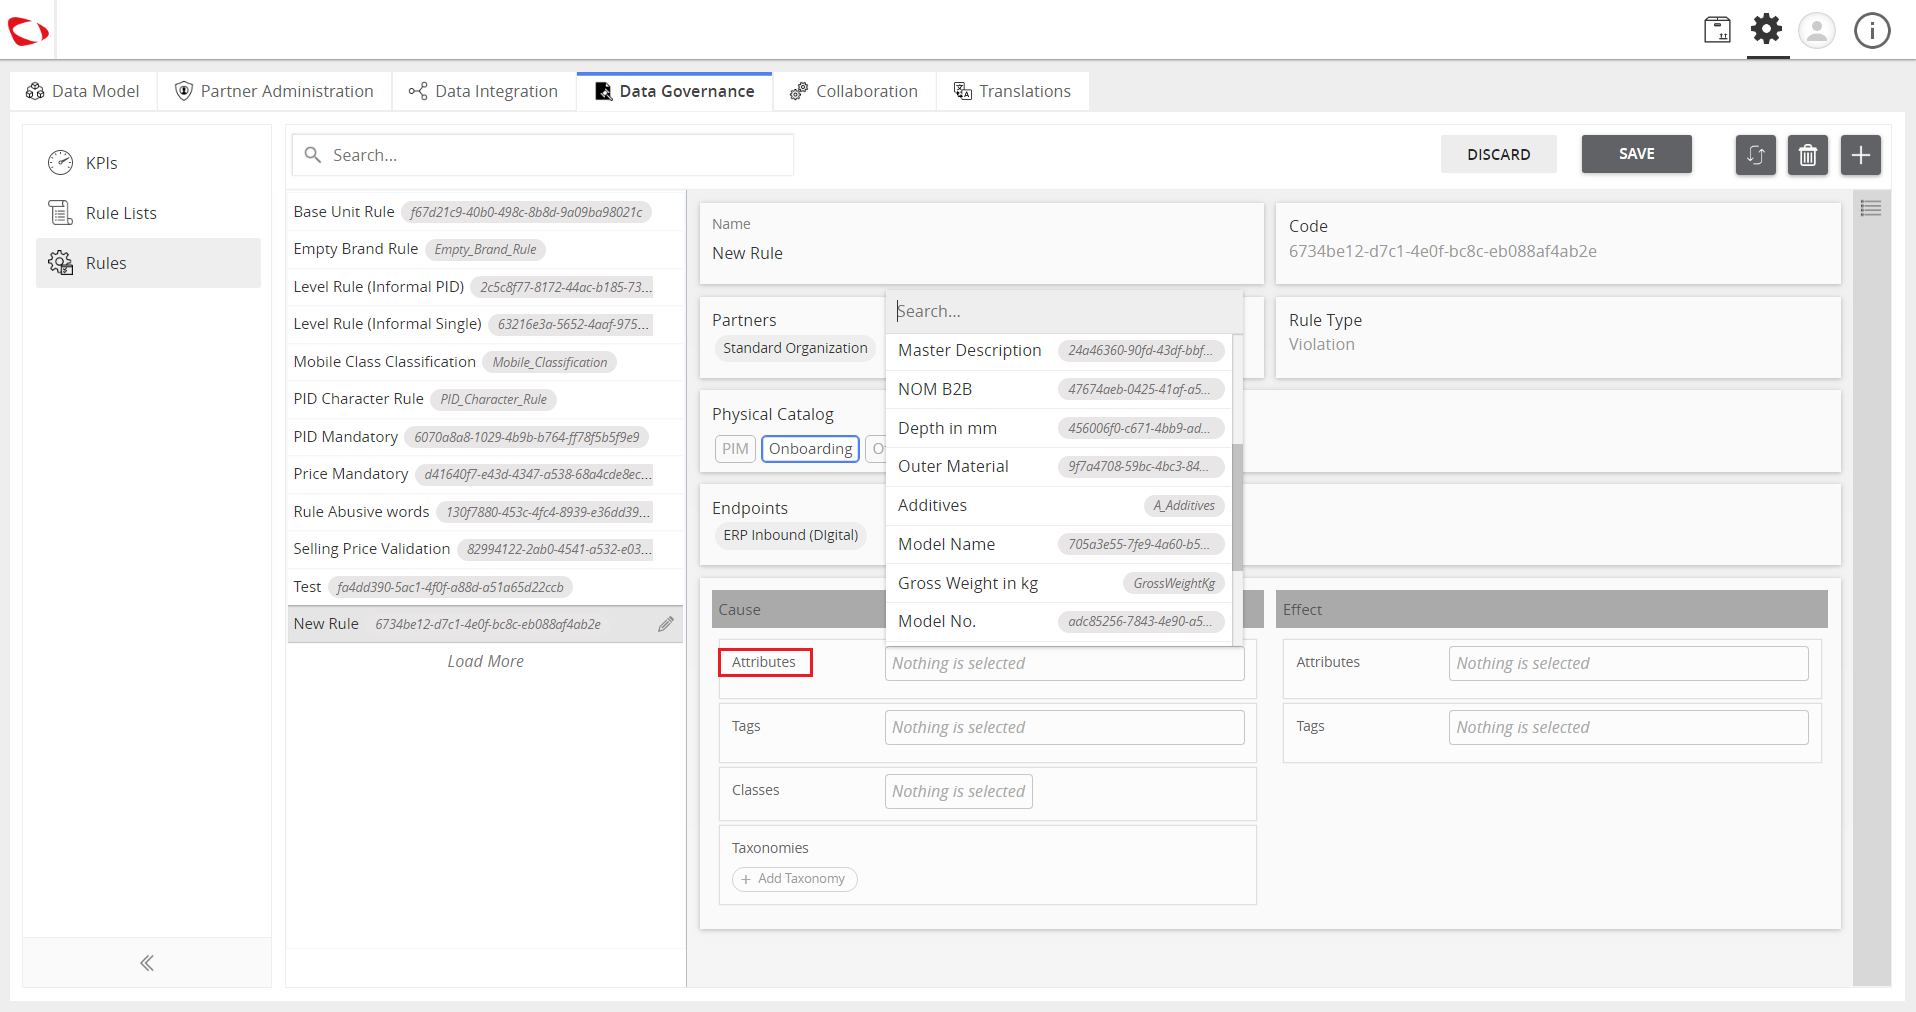 Data Model
Partner Administration
Data Integration
Data Governance
Collaboration
Translations
KPIs
Rule Lists
Rules
Search...
DISCARD
SAVE
Base Unit Rule f67d21c9-40b0-498c-8b8d-9a09ba98021c
Empty Brand Rule Empty_Brand_Rule
Level Rule (Informal PID) 2c5c8f77-8172-44ac-b185-73...
Level Rule (Informal Single) 63216e3a-5652-4aaf-975...
Mobile Class Classification Mobile_Classification
PID Character Rule PID_Character_Rule
PID Mandatory 6070a8a8-1029-4b9b-b764-ff78f5b5f9e9
Price Mandatory d41640f7-e43d-4347-a538-68a4cde8ec...
Rule Abusive words 130f7880-453c-4fc4-8939-e36dd39...
Selling Price Validation 82994122-2ab0-4541-a532-e03...
Test fa4dd390-5ac1-4f0f-a88d-a51a65d22ccb
New Rule 6734be12-d7c1-4e0f-bc8c-eb088af4ab2e
Load More
Name
New Rule
Code
6734be12-d7c1-4e0f-bc8c-eb088af4ab2e
Partners
Standard Organization
Rule Type
Violation
Physical Catalog
PIM Onboarding
Endpoints
ERP Inbound (DIgital)
Search...
Master Description 24a46360-90fd-43df-bbf...
NOM B2B 47674aeb-0425-41af-a5...
Depth in mm 456006f0-c671-4bb9-ad...
Outer Material 9f7a4708-59bc-4bc3-84...
Additives A_Additives
Model Name 705a3e55-7fe9-4a60-b5...
Gross Weight in kg GrossWeightKg
Model No. adc85256-7843-4e90-a5...
Cause
Attributes Nothing is selected
Tags Nothing is selected
Classes Nothing is selected
Taxonomies
+ Add Taxonomy
Effect
Attributes Nothing is selected
Tags Nothing is selected